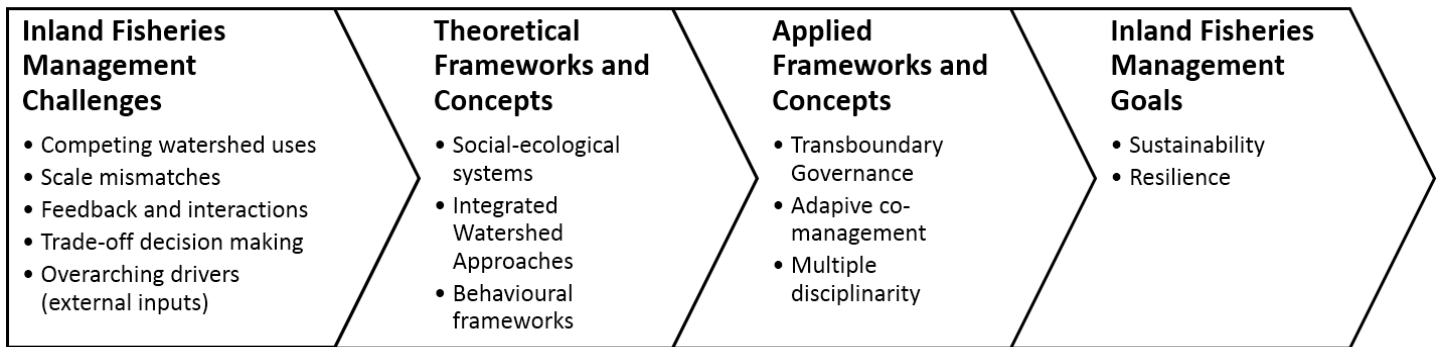 Inland Fisheries
Management
Challenges
• Competing watershed uses
• Scale mismatches
• Feedback and interactions
• Trade-off decision making
• Overarching drivers
(external inputs)
Theoretical
Frameworks and
Concepts
• Social-ecological
systems
• Integrated
Watershed
Approaches
• Behavioural
frameworks
Applied
Frameworks and
Concepts
• Transboundary
Governance
• Adapive co-
management
• Multiple
disciplinarity
Inland Fisheries
Management
Goals
• Sustainability
• Resilience